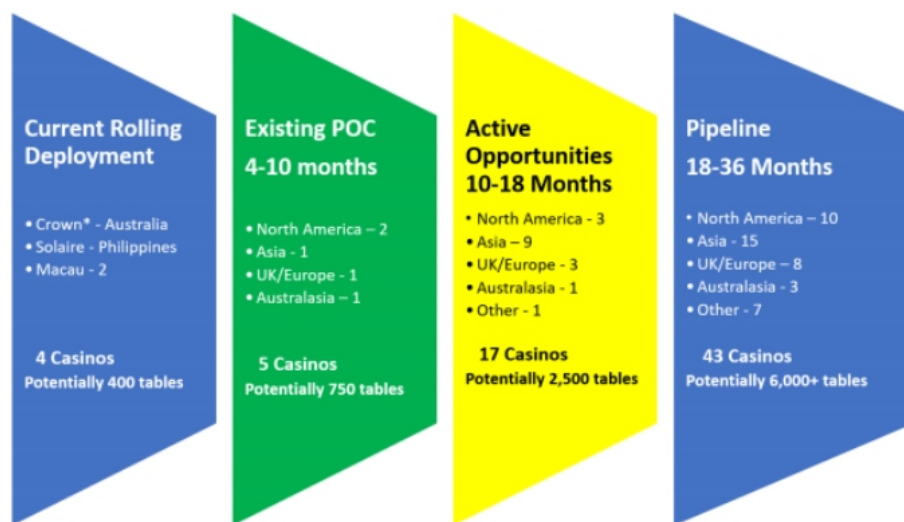 Current Rolling
Deployment
• Crown* - Australia
• Solaire - Philippines
• Macau - 2
4 Casinos
Potentially 400 tables
Existing POC
4-10 months
• North America – 2
• Asia - 1
• UK/Europe - 1
• Australasia – 1
5 Casinos
Potentially 750 tables
Active
Opportunities
10-18 Months
• North America - 3
• Asia – 9
• UK/Europe - 3
• Australasia - 1
• Other - 1
17 Casinos
Potentially 2,500 tables
Pipeline
18-36 Months
• North America – 10
• Asia - 15
• UK/Europe – 8
• Australasia - 3
• Other - 7
43 Casinos
Potentially 6,000+ tables